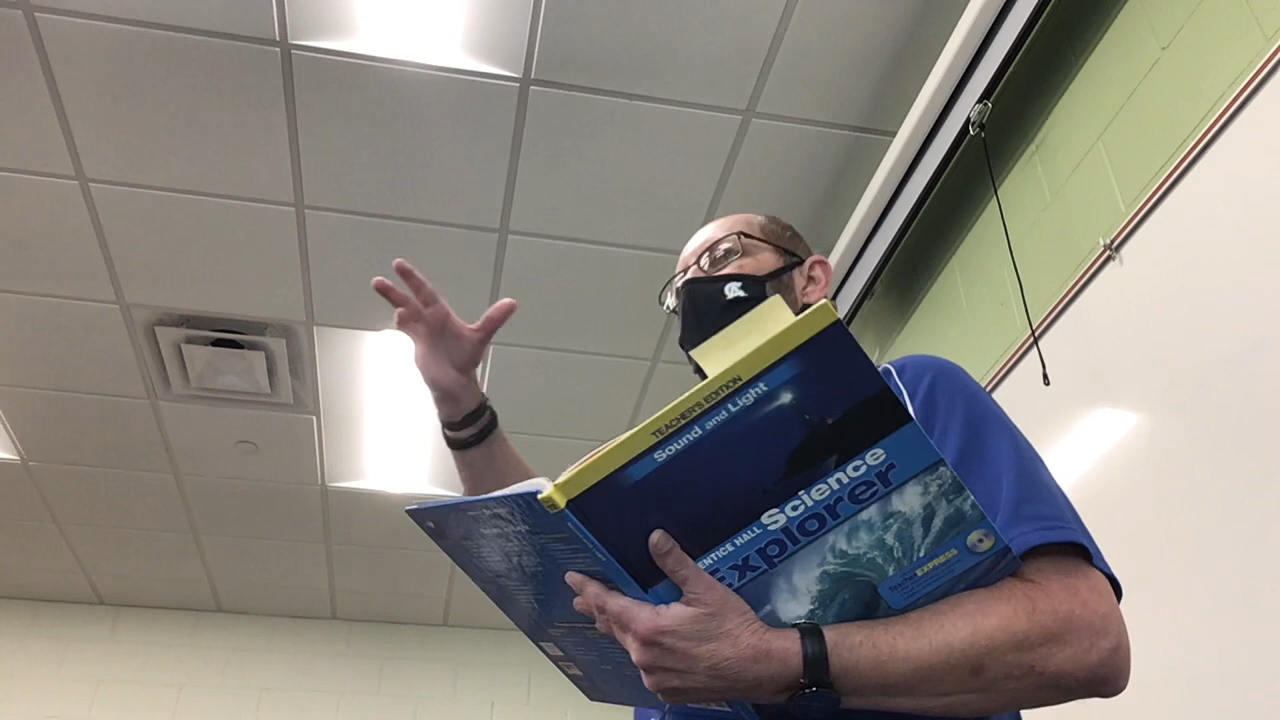 TEACHER'S EDITION
Sound and Light
ENTICE HALL Science
Explorer
EXPRESS